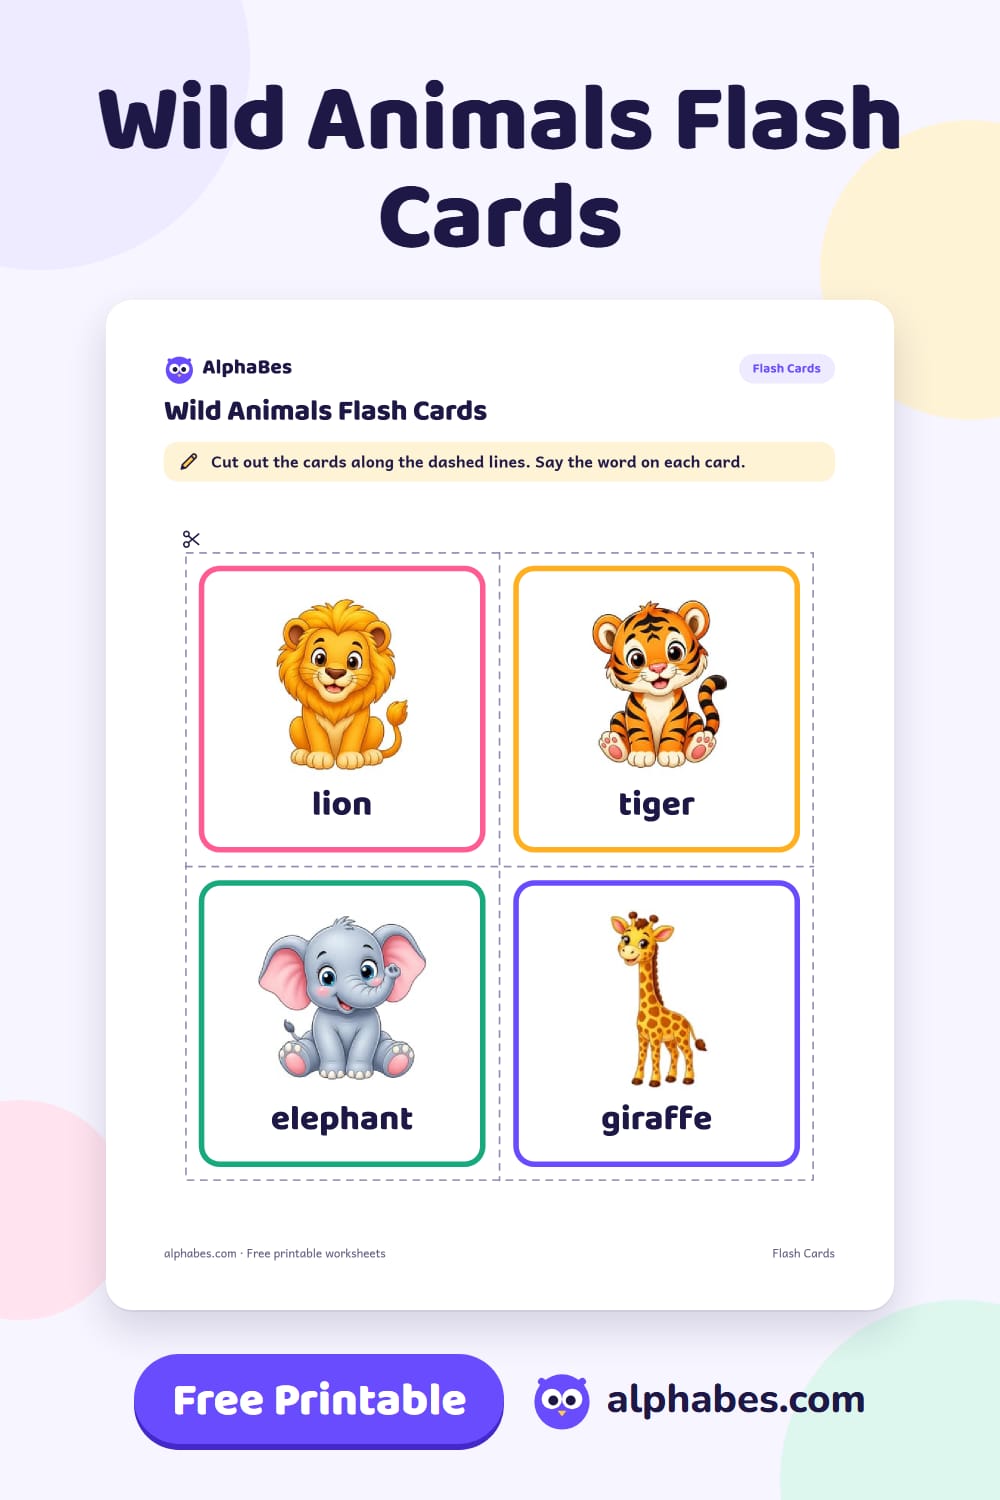 Wild Animals Flash
Cards
AlphaBes
Flash Cards
Wild Animals Flash Cards
Cut out the cards along the dashed lines. Say the word on each card.
lion
tiger
elephant
giraffe
alphabes.com · Free printable worksheets
Flash Cards
Free Printable
alphabes.com